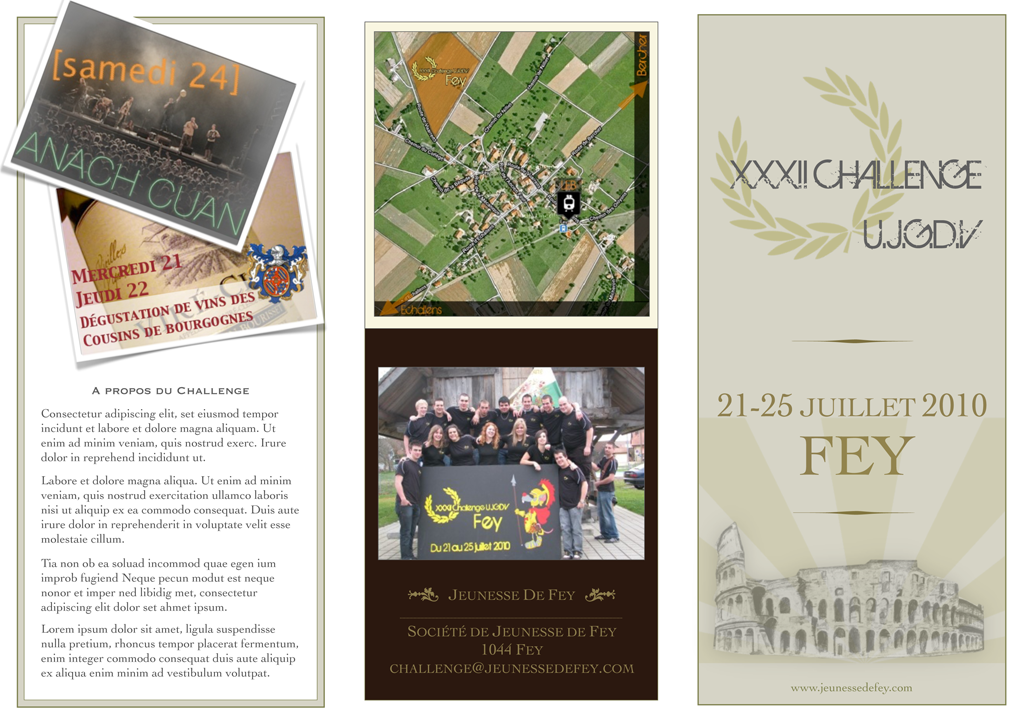 [samedi 24]
ANACH CUAN
MERCREDI 21
JEUDI 22
DÉGUSTATION DE VINS DES
COUSINS DE BOURGOGNES
A PROPOS DU CHALLENGE
Consectetur adipiscing elit, set eiusmod tempor
incidunt et labore et dolore magna aliquam. Ut
enim ad minim veniam, quis nostrud exerc. Irure
dolor in reprehend incididunt ut.
Labore et dolore magna aliqua. Ut enim ad minim
veniam, quis nostrud exercitation ullamco laboris
nisi ut aliquip ex ea commodo consequat. Duis aute
irure dolor in reprehenderit in voluptate velit esse
molestaie cillum.
Tia non ob ea soluad incommod quae egen ium
improb fugiend Neque pecun modut est neque
nonor et imper ned libidig met, consectetur
adipiscing elit dolor set ahmet ipsum.
Lorem ipsum dolor sit amet, ligula suspendisse
nulla pretium, rhoncus tempor placerat fermentum,
enim integer commodo consequat duis aute aliquip
ex aliqua enim minim ad vestibulum volutpat.
Bercher
Fey
Echallens
XXXII Challenge U.J.G.D.V
Fey
Du 21 au 25 juillet 2010
JEUNESSE DE FEY
SOCIÉTÉ DE JEUNESSE DE FEY
1044 FEY
CHALLENGE@JEUNESSEDEFEY.COM
XXXII CHALLENGE
U.J.G.D.V
21-25 JUILLET 2010
FEY
www.jeunessedefey.com